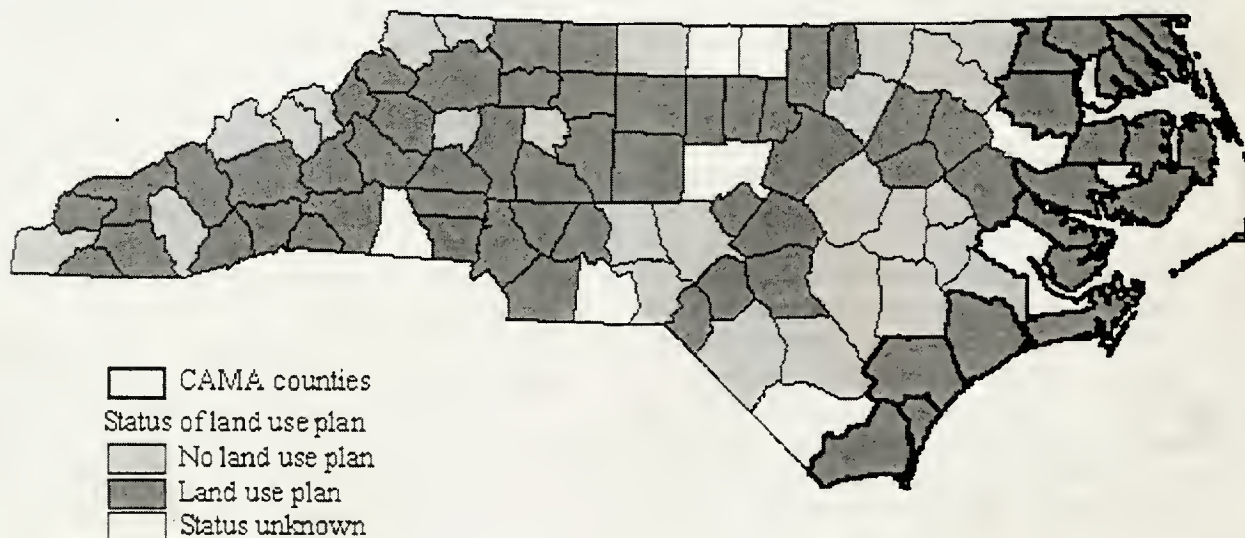 CAMA counties
Status of land use plan
No land use plan
Land use plan
Status unknown